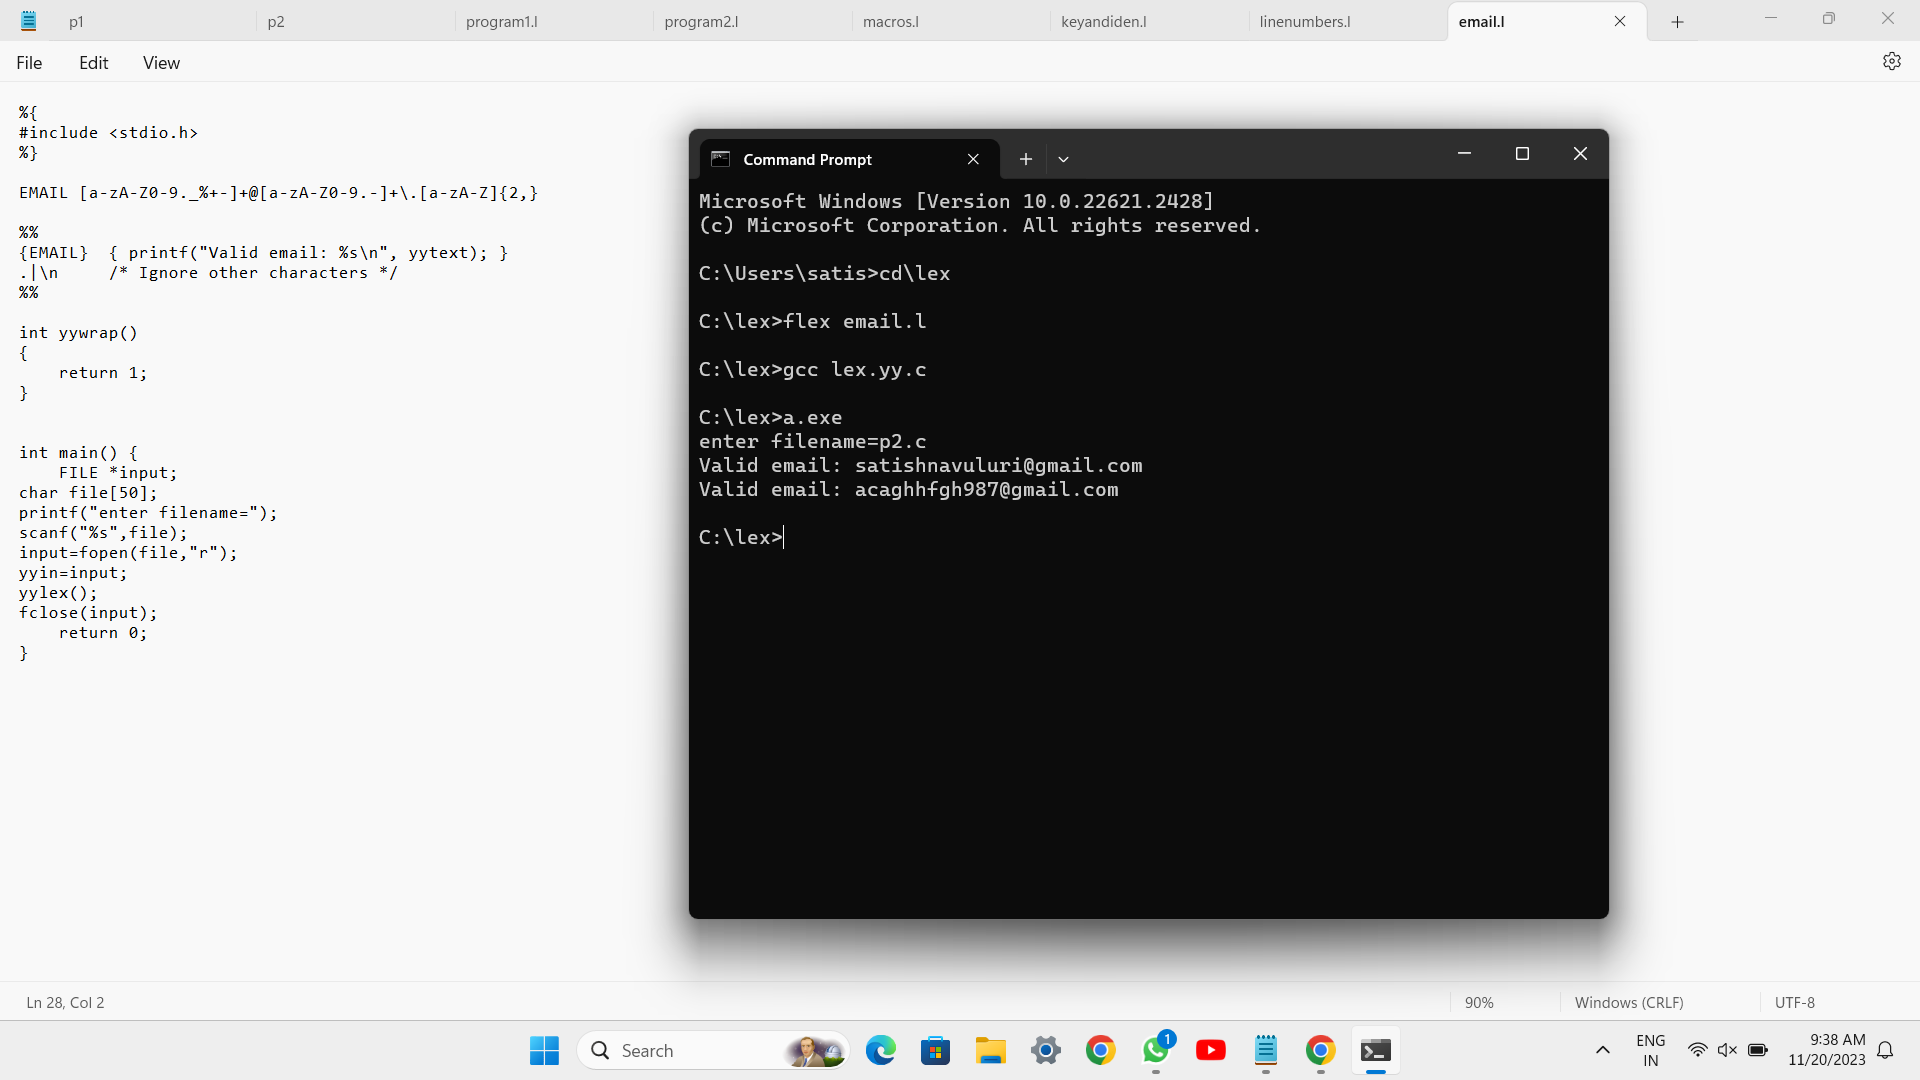 p1
p2
program1.l
program2.l
macros.l
keyandiden.l
linenumbers.l
email.l
File
Edit
View
%{
#include <stdio.h>
%}
EMAIL [a-zA-Z0-9._%+-]+@[a-zA-Z0-9.-]+\.[a-zA-Z]{2,}
%%
{EMAIL}  { printf("Valid email: %s\n", yytext); }
.|\n     /* Ignore other characters */
%%
int yywrap()
{
    return 1;
}
int main() {
    FILE *input;
char file[50];
printf("enter filename=");
scanf("%s",file);
input=fopen(file,"r");
yyin=input;
yylex();
fclose(input);
    return 0;
}
Command Prompt
Microsoft Windows [Version 10.0.22621.2428]
(c) Microsoft Corporation. All rights reserved.
C:\Users\satis>cd\lex
C:\lex>flex email.l
C:\lex>gcc lex.yy.c
C:\lex>a.exe
enter filename=p2.c
Valid email: satishnavuluri@gmail.com
Valid email: acaghhfgh987@gmail.com
C:\lex>
Ln 28, Col 2
90%
Windows (CRLF)
UTF-8
Search
1
ENG
IN
9:38 AM
11/20/2023